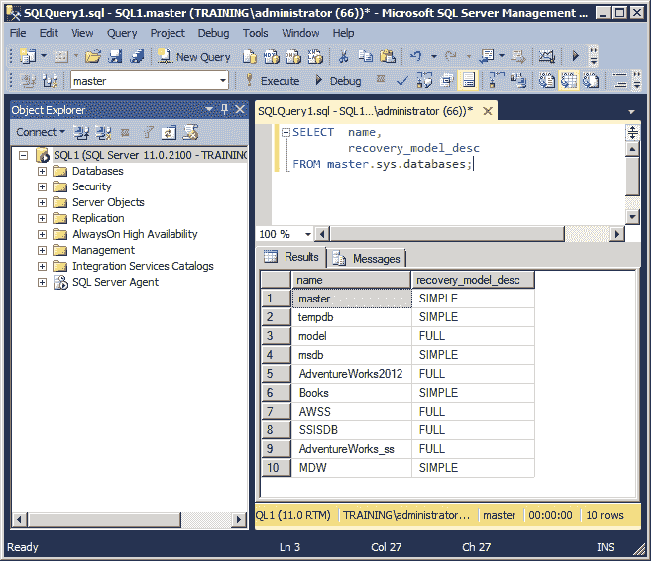 SQLQuery1.sql - SQL1.master (TRAINING\administrator (66))* - Microsoft SQL Server Management ...
File Edit View Query Project Debug Tools Window Help
New Query
master Execute Debug
Object Explorer
Connect
SQL1 (SQL Server 11.0.2100 - TRAINING
Databases
Security
Server Objects
Replication
AlwaysOn High Availability
Management
Integration Services Catalogs
SQL Server Agent
SQLQuery1.sql - SQL1...\administrator (66))*
SELECT name,
recovery_model_desc
FROM master.sys.databases;
100 %
Results Messages
name recovery_model_desc
1 master SIMPLE
2 tempdb SIMPLE
3 model FULL
4 msdb SIMPLE
5 AdventureWorks2012 FULL
6 Books SIMPLE
7 AWSS FULL
8 SSISDB FULL
9 AdventureWorks_ss FULL
10 MDW SIMPLE
QL1 (11.0 RTM) TRAINING\administrator... master 00:00:00 10 rows
Ready Ln 3 Col 27 Ch 27 INS